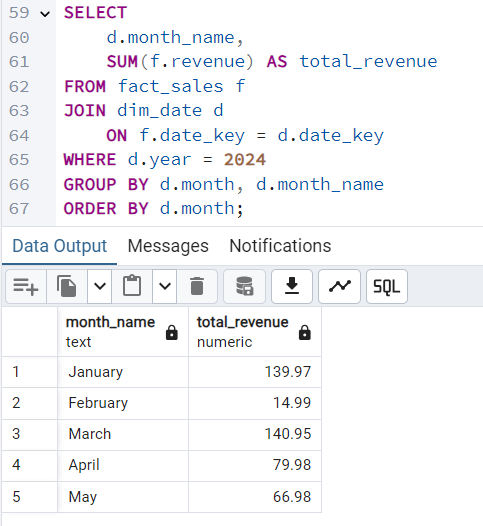 59 SELECT
60 d.month_name,
61 SUM(f.revenue) AS total_revenue
62 FROM fact_sales f
63 JOIN dim_date d
64 ON f.date_key = d.date_key
65 WHERE d.year = 2024
66 GROUP BY d.month, d.month_name
67 ORDER BY d.month;
Data Output Messages Notifications
SQL
month_name total_revenue
text numeric
1 January 139.97
2 February 14.99
3 March 140.95
4 April 79.98
5 May 66.98